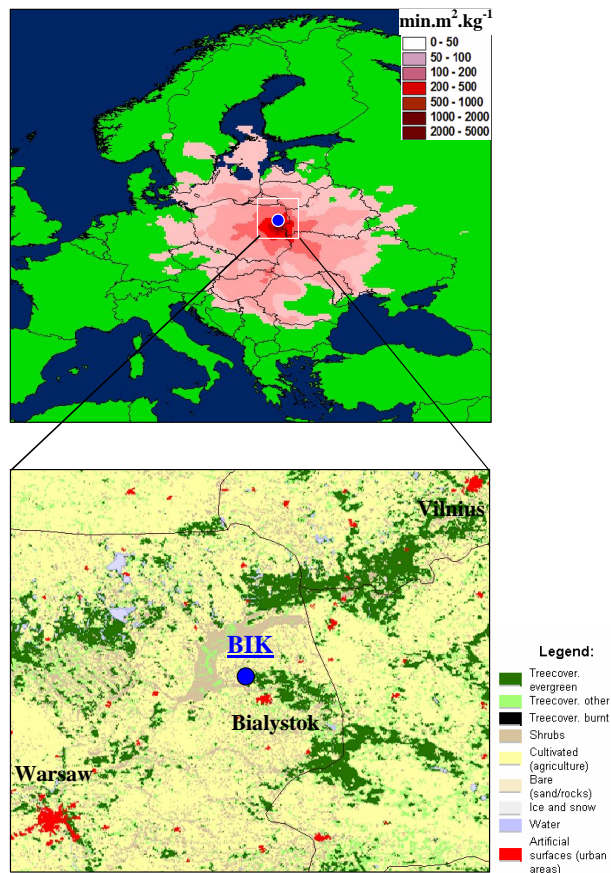 min.m².kg⁻¹
0 - 50
50 - 100
100 - 200
200 - 500
500 - 1000
1000 - 2000
2000 - 5000
Vilnius
BIK
Bialystok
Warsaw
Legend:
Treecover.
evergreen
Treecover. other
Treecover. burnt
Shrubs
Cultivated
(agriculture)
Bare
(sand/rocks)
Ice and snow
Water
Artificial
surfaces (urban
areas)